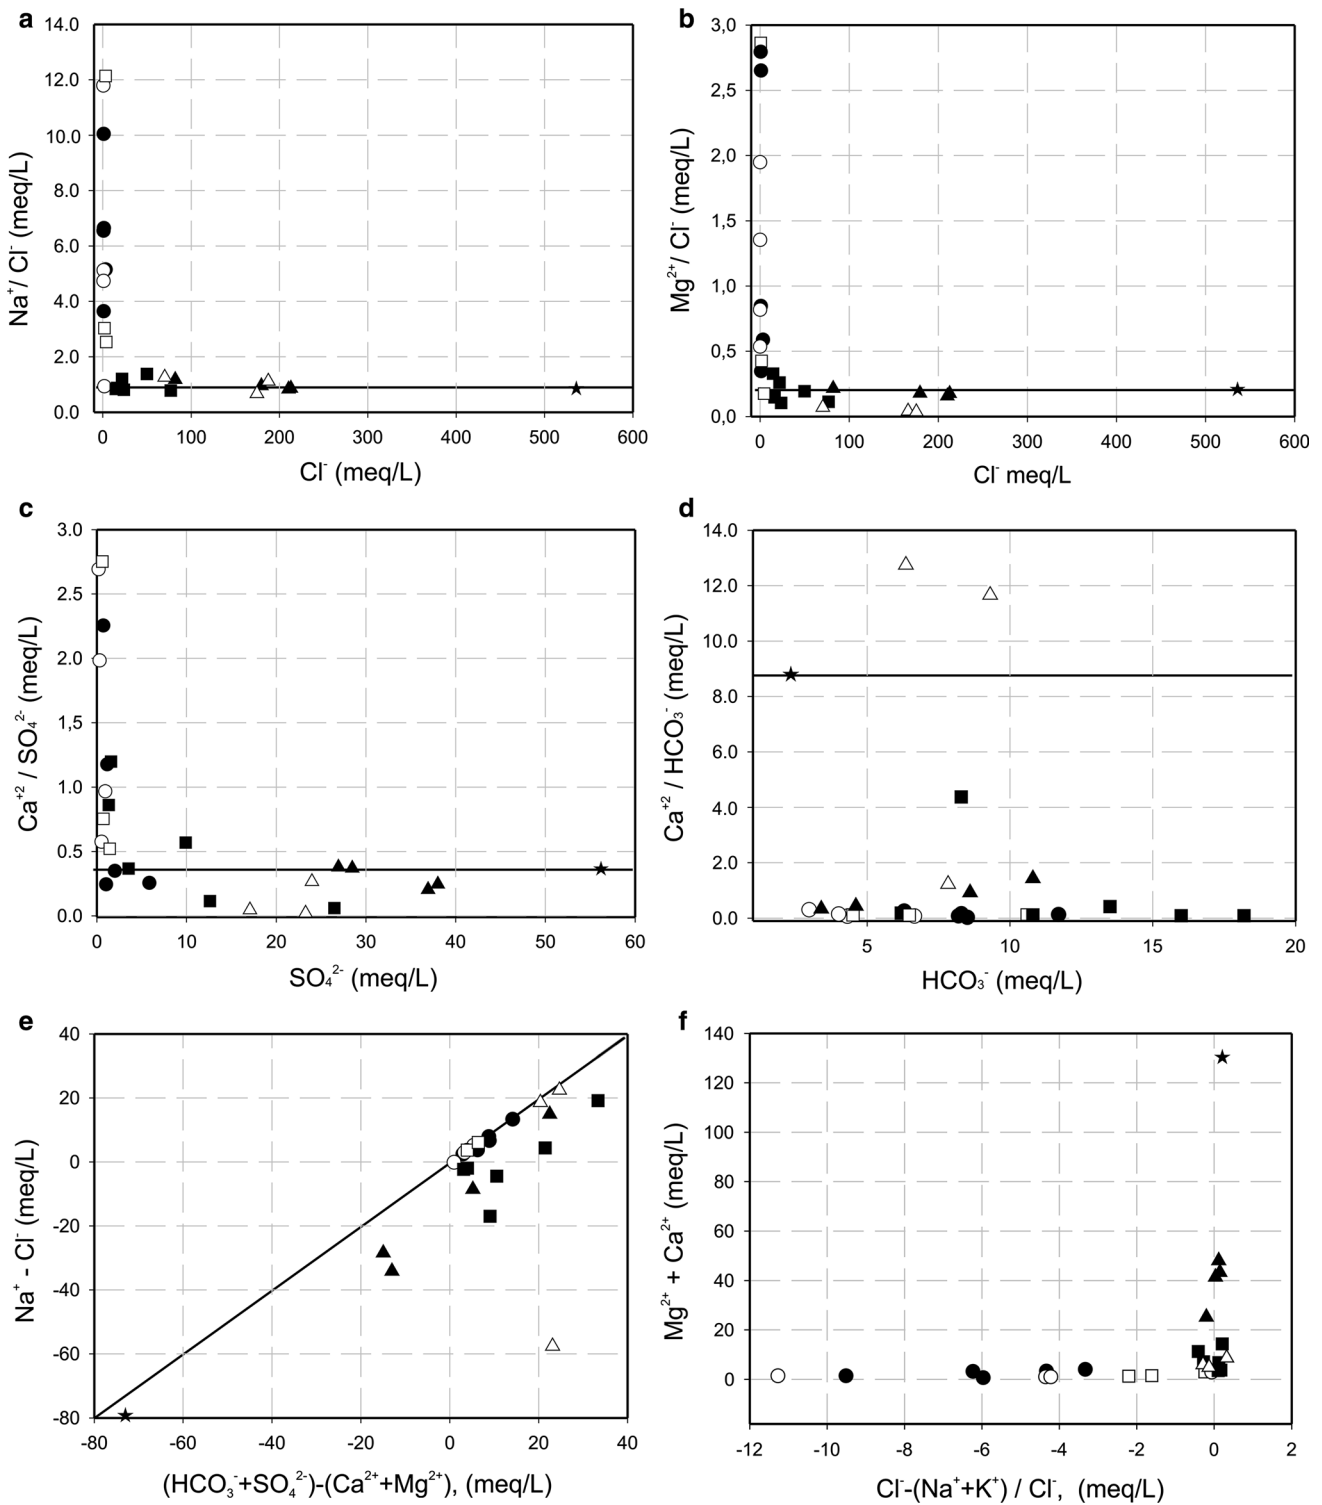 a
14.0
12.0
10.0
8.0
6.0
4.0
2.0
0.0
0 100 200 300 400 500 600
Na⁺/ Cl⁻ (meq/L)
Cl⁻ (meq/L)
b
3,0
2,5
2,0
1,5
1,0
0,5
0,0
0 100 200 300 400 500 600
Mg²⁺/ Cl⁻ (meq/L)
Cl⁻ meq/L
c
3.0
2.5
2.0
1.5
1.0
0.5
0.0
0 10 20 30 40 50 60
Ca⁺² / SO₄²⁻ (meq/L)
SO₄²⁻ (meq/L)
d
14.0
12.0
10.0
8.0
6.0
4.0
2.0
0.0
5 10 15 20
Ca⁺² / HCO₃⁻ (meq/L)
HCO₃⁻ (meq/L)
e
40
20
0
-20
-40
-60
-80
-80 -60 -40 -20 0 20 40
Na⁺ - Cl⁻ (meq/L)
(HCO₃⁻+SO₄²⁻)-(Ca²⁺+Mg²⁺), (meq/L)
f
140
120
100
80
60
40
20
0
-12 -10 -8 -6 -4 -2 0 2
Mg²⁺ + Ca²⁺ (meq/L)
Cl⁻-(Na⁺+K⁺) / Cl⁻, (meq/L)